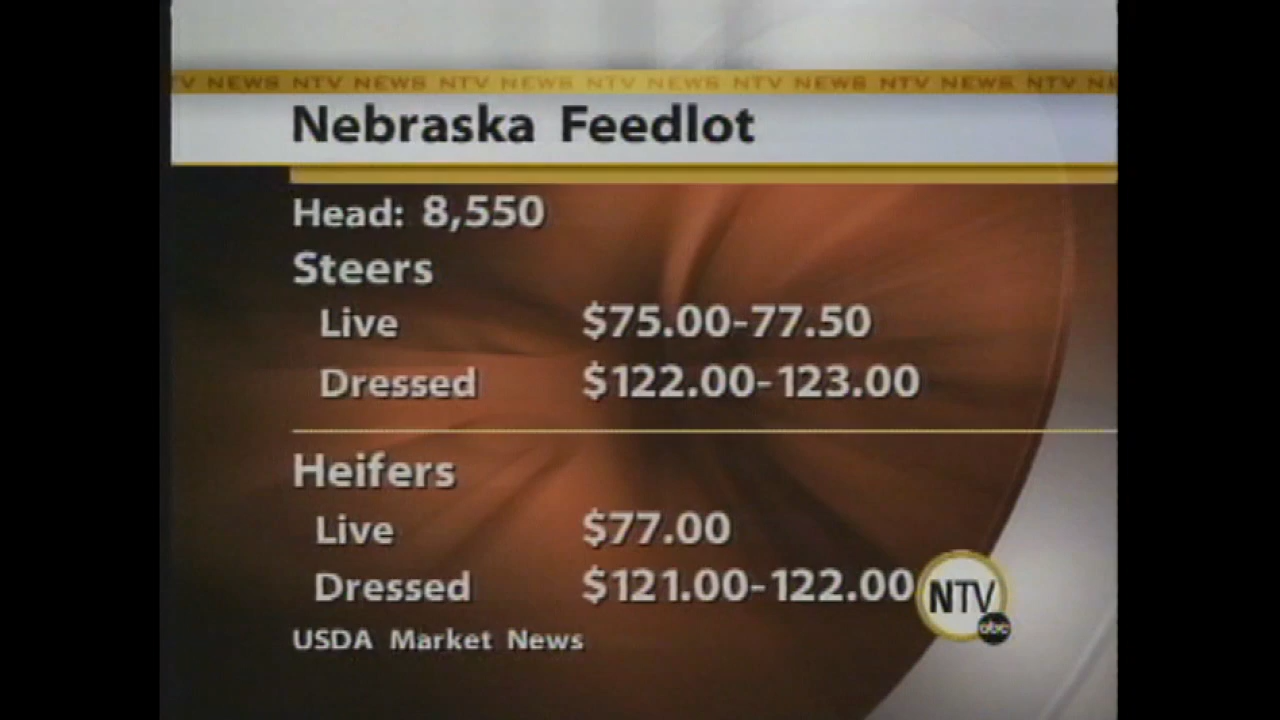 V NEWS NTV NEWS NTV NEWS NTV NEWS NTV NEWS NTV NEWS NTV NE
Nebraska Feedlot
Head: 8,550
Steers
Live $75.00-77.50
Dressed $122.00-123.00
Heifers
Live $77.00
Dressed $121.00-122.00
NTV
abc
USDA Market News